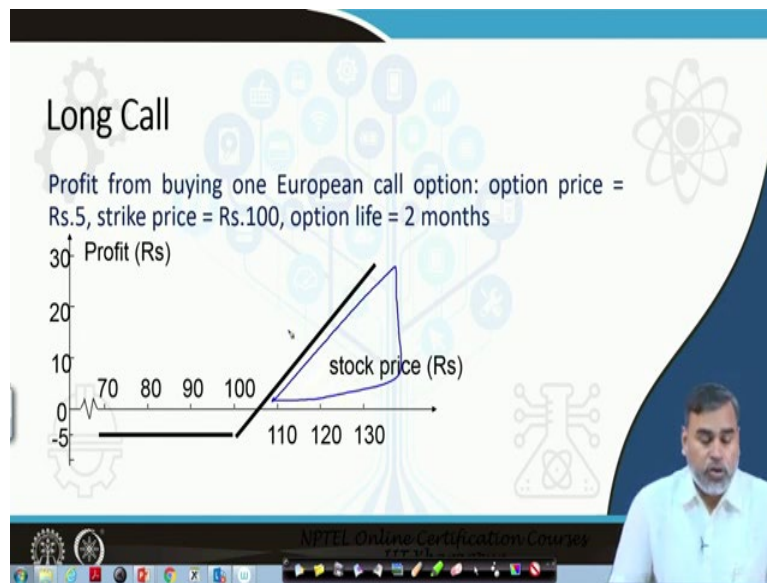 Long Call
Profit from buying one European call option: option price =
Rs.5, strike price = Rs.100, option life = 2 months
30 Profit (Rs)
20
10
stock price (Rs)
70 80 90 100
0
-5
110 120 130
NPTEL Online Certification Courses